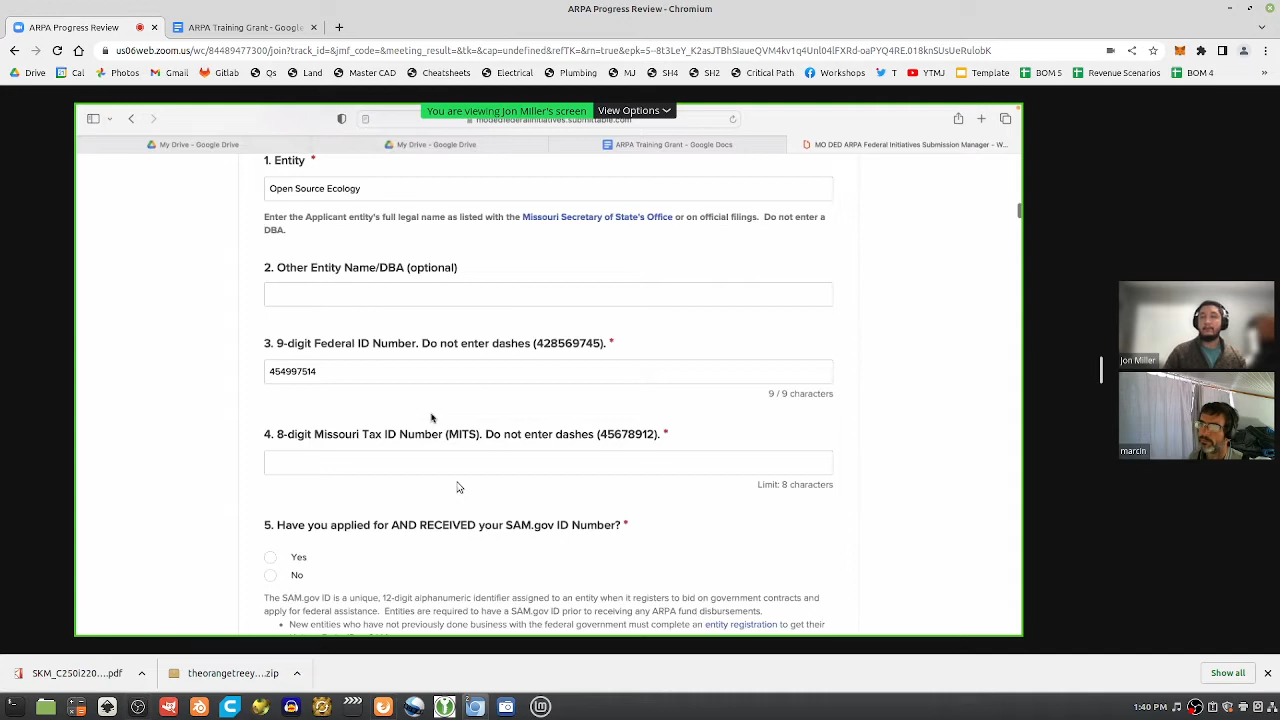 ARPA Progress Review - Chromium
ARPA Progress Review
ARPA Training Grant - Google
us06web.zoom.us/wc/84489477300/join?track_id=&jmf_code=&meeting_result=&tk=&cap=undefined&refTK=&rn=true&epk=5--8t3LeY_K2asJTBhSIaueQVM4kv1q4Unl04lFXRd-oaPYQ4RE.018knSUsUeRulobK
Drive
Cal
Photos
Gmail
Gitlab
Qs
Land
Master CAD
Cheatsheets
Electrical
Plumbing
MJ
SH4
SH2
Critical Path
Workshops
T
YTMJ
Template
BOM 5
Revenue Scenarios
BOM 4
You are viewing Jon Miller's screen
View Options
modedfederalinitiatives.submittable.com
My Drive - Google Drive
My Drive - Google Drive
ARPA Training Grant - Google Docs
MO DED ARPA Federal Initiatives Submission Manager - W...
1. Entity *
Open Source Ecology
Enter the Applicant entity's full legal name as listed with the Missouri Secretary of State's Office or on official filings. Do not enter a
DBA.
2. Other Entity Name/DBA (optional)
3. 9-digit Federal ID Number. Do not enter dashes (428569745). *
454997514
9 / 9 characters
4. 8-digit Missouri Tax ID Number (MITS). Do not enter dashes (45678912). *
Limit: 8 characters
5. Have you applied for AND RECEIVED your SAM.gov ID Number? *
Yes
No
The SAM.gov ID is a unique, 12-digit alphanumeric identifier assigned to an entity when it registers to bid on government contracts and
apply for federal assistance. Entities are required to have a SAM.gov ID prior to receiving any ARPA fund disbursements.
• New entities who have not previously done business with the federal government must complete an entity registration to get their
Jon Miller
marcin
SKM_C250i220....pdf
theorangetreey....zip
Show all
1:40 PM